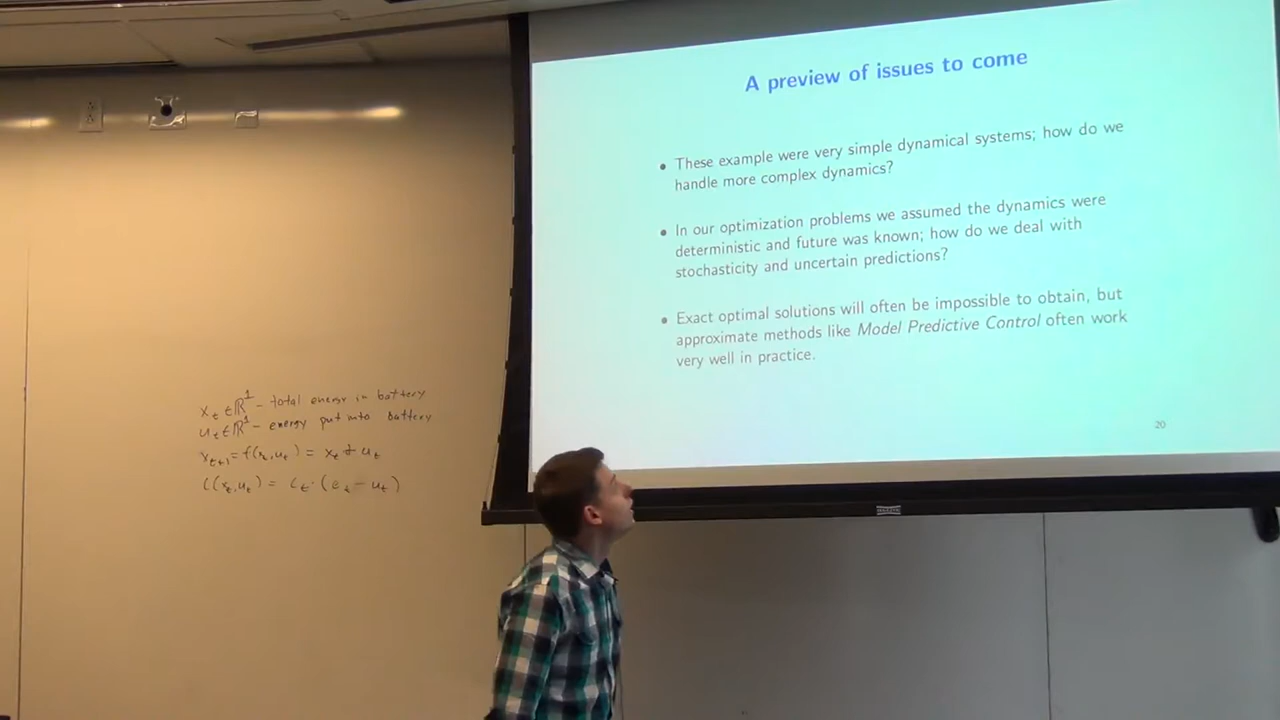 A preview of issues to come
• These example were very simple dynamical systems; how do we
handle more complex dynamics?
• In our optimization problems we assumed the dynamics were
deterministic and future was known; how do we deal with
stochasticity and uncertain predictions?
• Exact optimal solutions will often be impossible to obtain, but
approximate methods like Model Predictive Control often work
very well in practice.
20
x_t ∈ ℝ^1 – total energy in battery
u_t ∈ ℝ^1 – energy put into battery
x_{t+1} = f(x_t, u_t) = x_t + u_t
C(x_t, u_t) = C_t · (e_t – u_t)